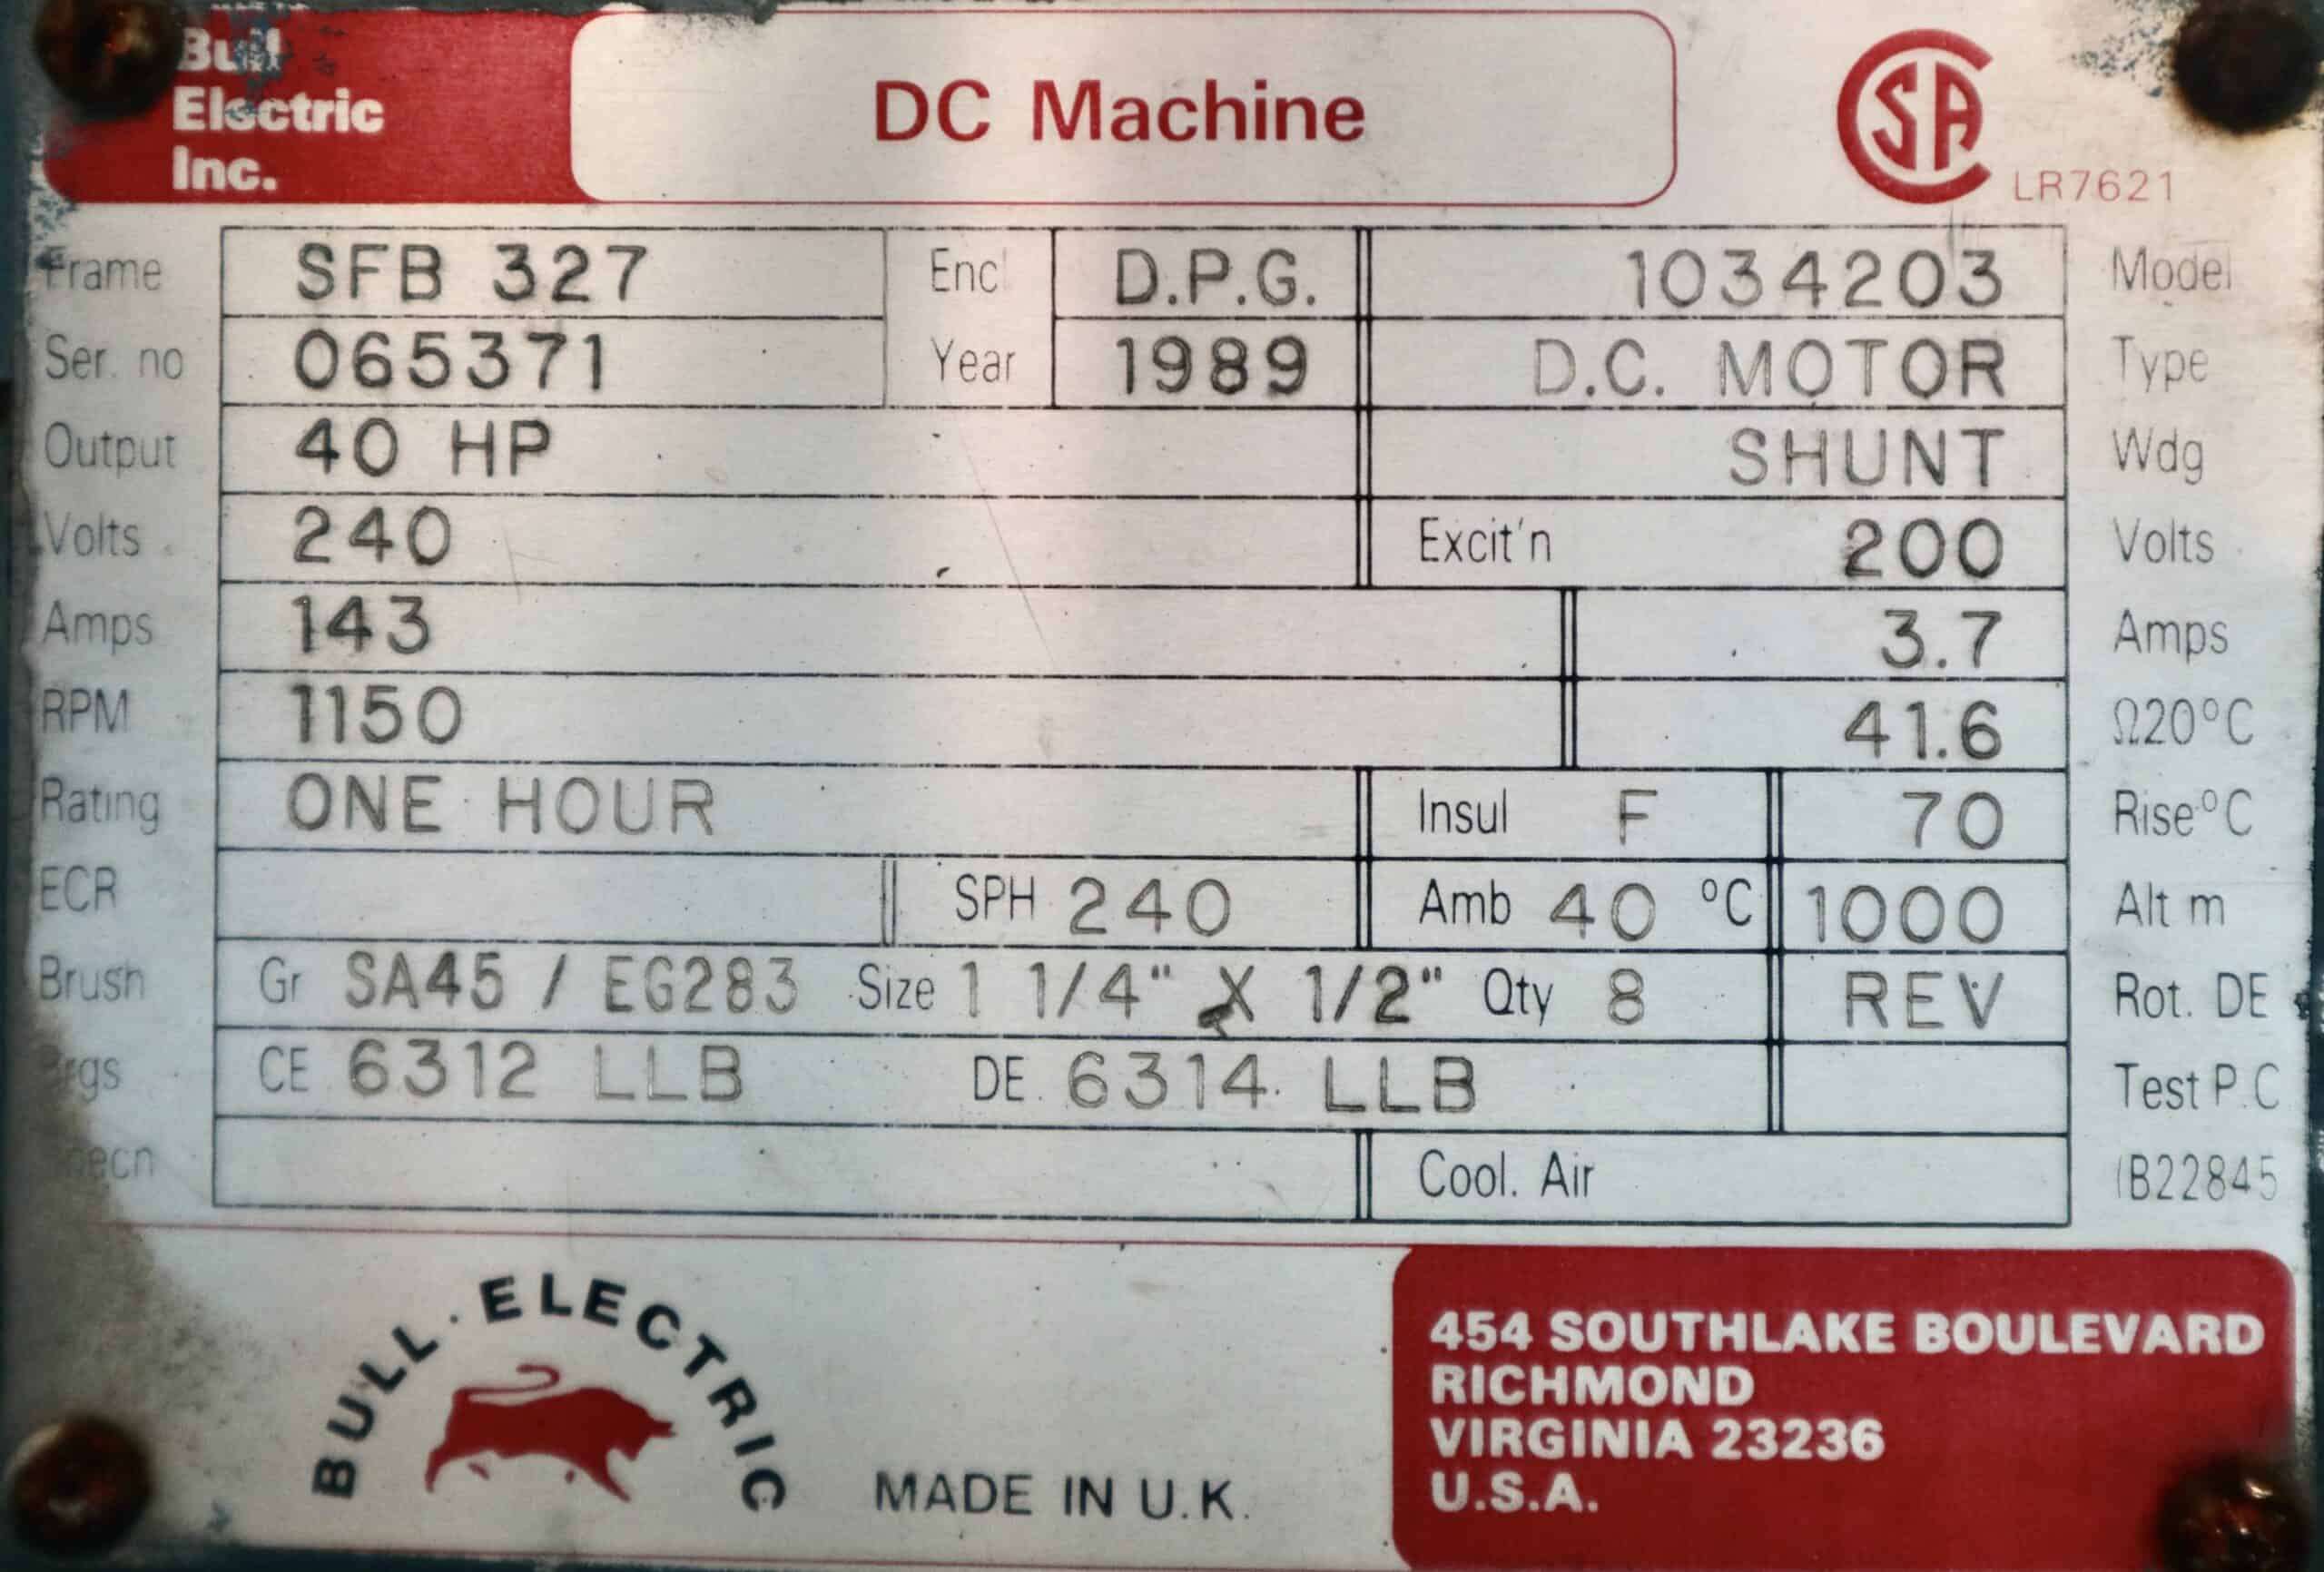 Bull
Electric
Inc.
DC Machine
CSA
LR7621
Frame SFB 327 Encl D.P.G. 1034203 Model
Ser. no 065371 Year 1989 D.C. MOTOR Type
Output 40 HP SHUNT Wdg
Volts 240 Excit'n 200 Volts
Amps 143 3.7 Amps
RPM 1150 41.6 Ω20°C
Rating ONE HOUR Insul F 70 Rise°C
ECR SPH 240 Amb 40 °C 1000 Alt m
Brush Gr SA45 / EG283 Size 1 1/4" X 1/2" Qty 8 REV Rot. DE
CE 6312 LLB DE 6314 LLB Test P.C
Cool. Air
BULL · ELECTRIC
MADE IN U.K.
454 SOUTHLAKE BOULEVARD
RICHMOND
VIRGINIA 23236
U.S.A.